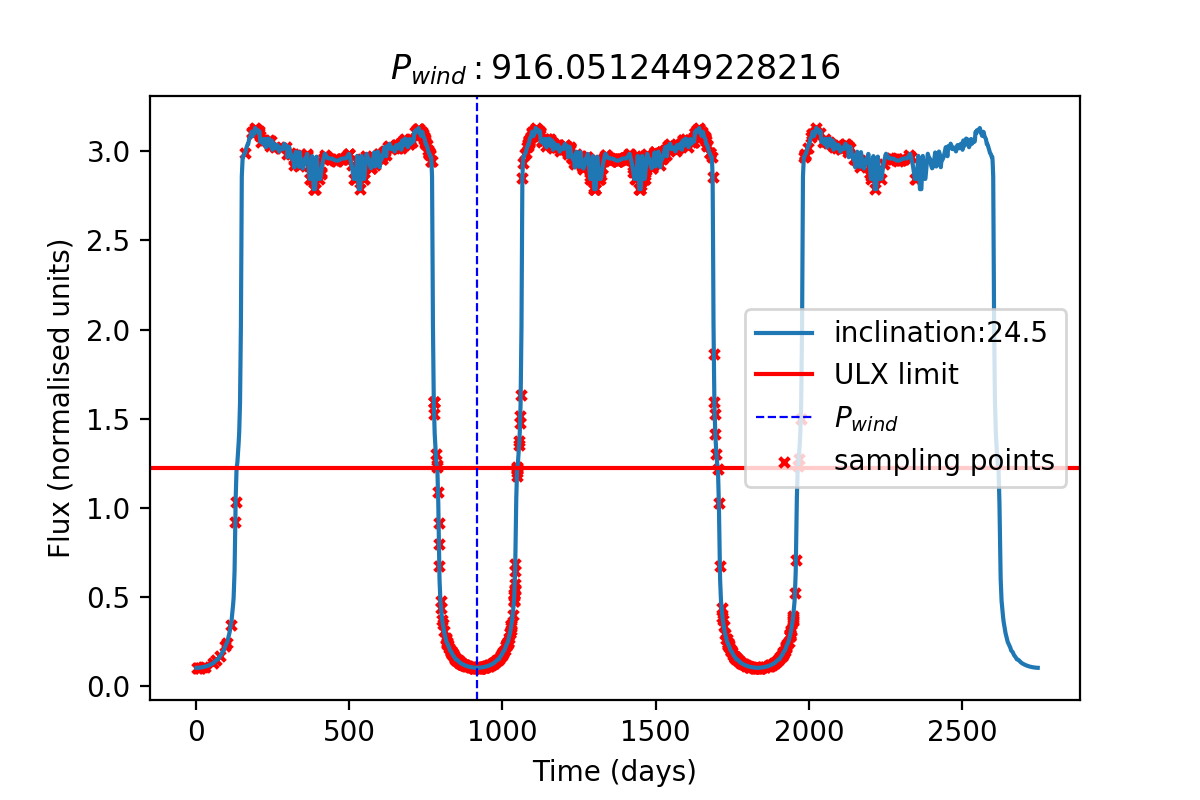 P_wind : 916.0512449228216
Flux (normalised units)
3.0
2.5
2.0
1.5
1.0
0.5
0.0
inclination:24.5
ULX limit
P_wind
sampling points
0 500 1000 1500 2000 2500
Time (days)